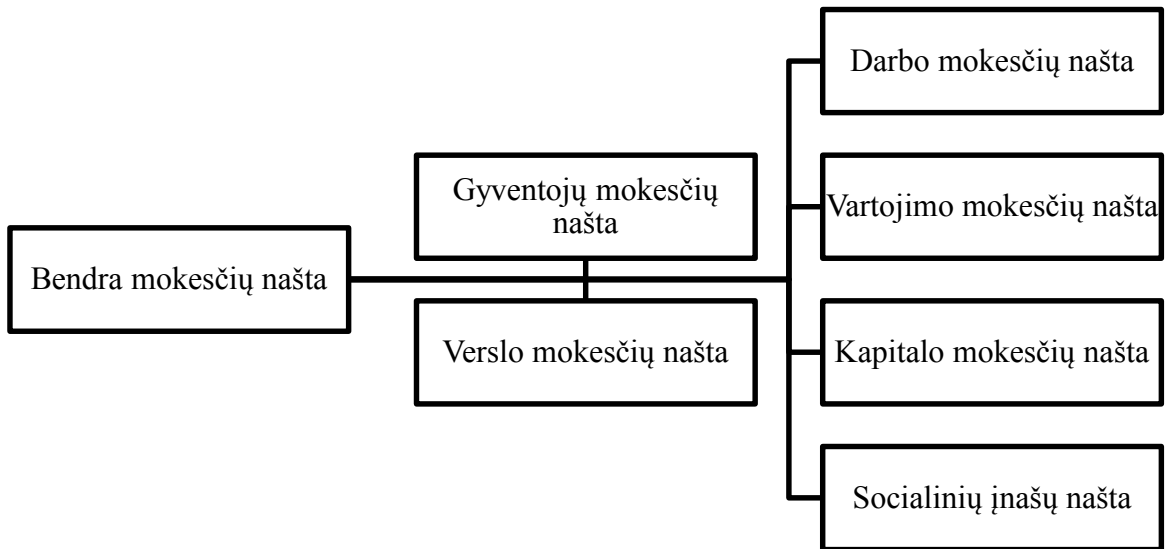 Darbo mokesčių našta
Gyventojų mokesčių
našta
Vartojimo mokesčių našta
Bendra mokesčių našta
Verslo mokesčių našta
Kapitalo mokesčių našta
Socialinių įnašų našta